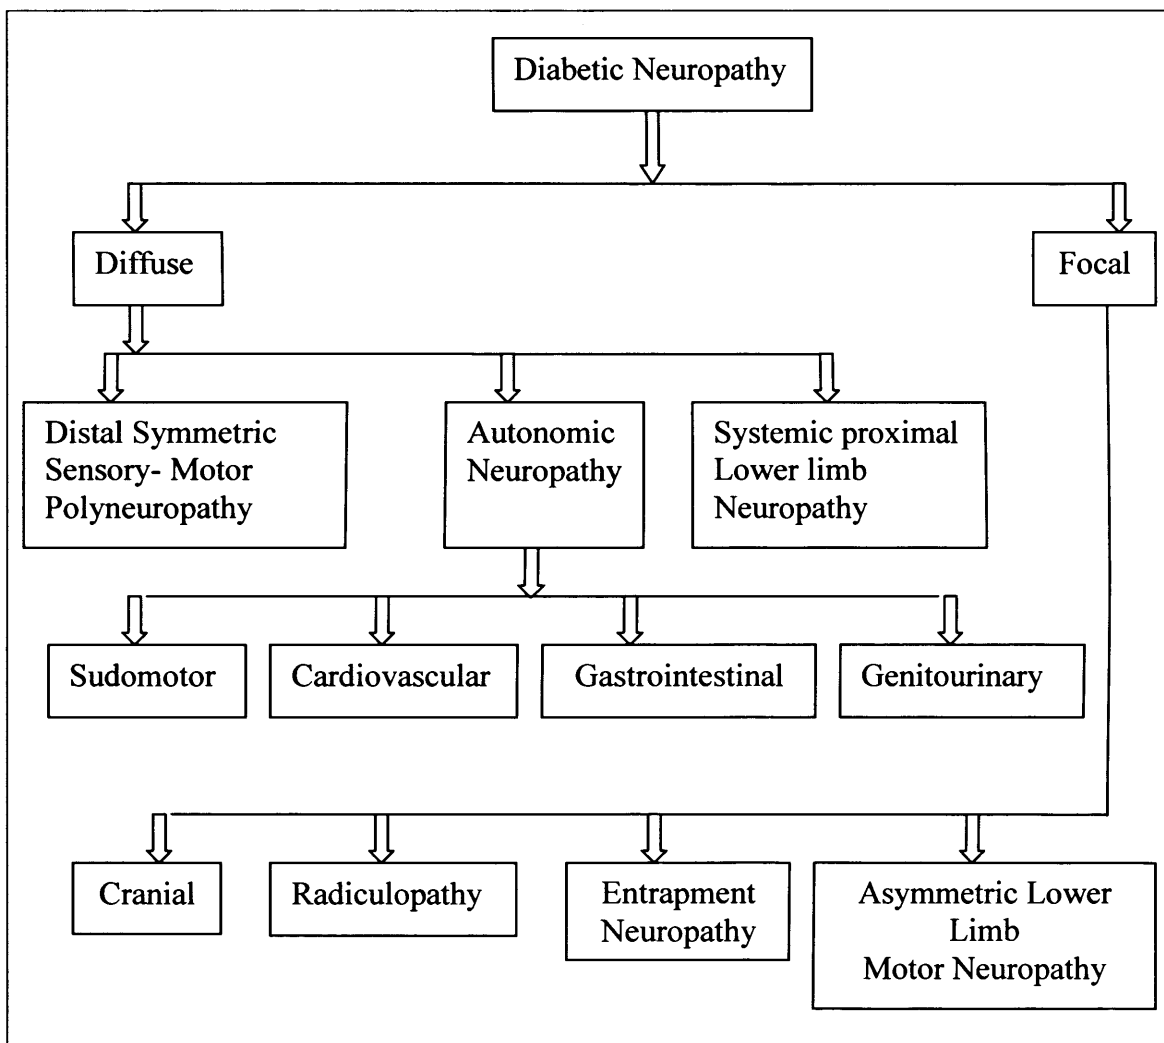 Diabetic Neuropathy
Diffuse
Focal
Distal Symmetric
Sensory- Motor
Polyneuropathy
Autonomic
Neuropathy
Systemic proximal
Lower limb
Neuropathy
Sudomotor
Cardiovascular
Gastrointestinal
Genitourinary
Cranial
Radiculopathy
Entrapment
Neuropathy
Asymmetric Lower
Limb
Motor Neuropathy